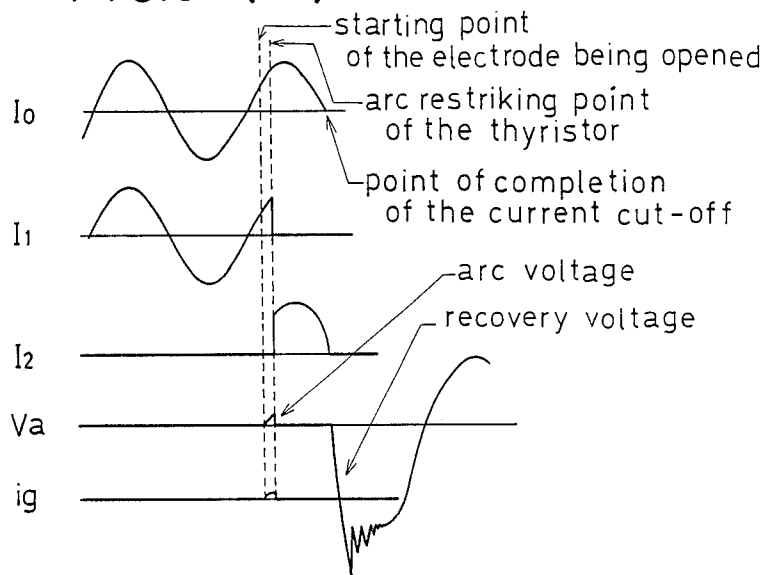 starting point
of the electrode being opened
arc restriking point
of the thyristor
Io
point of completion
of the current cut-off
I1
arc voltage
recovery voltage
I2
Va
ig